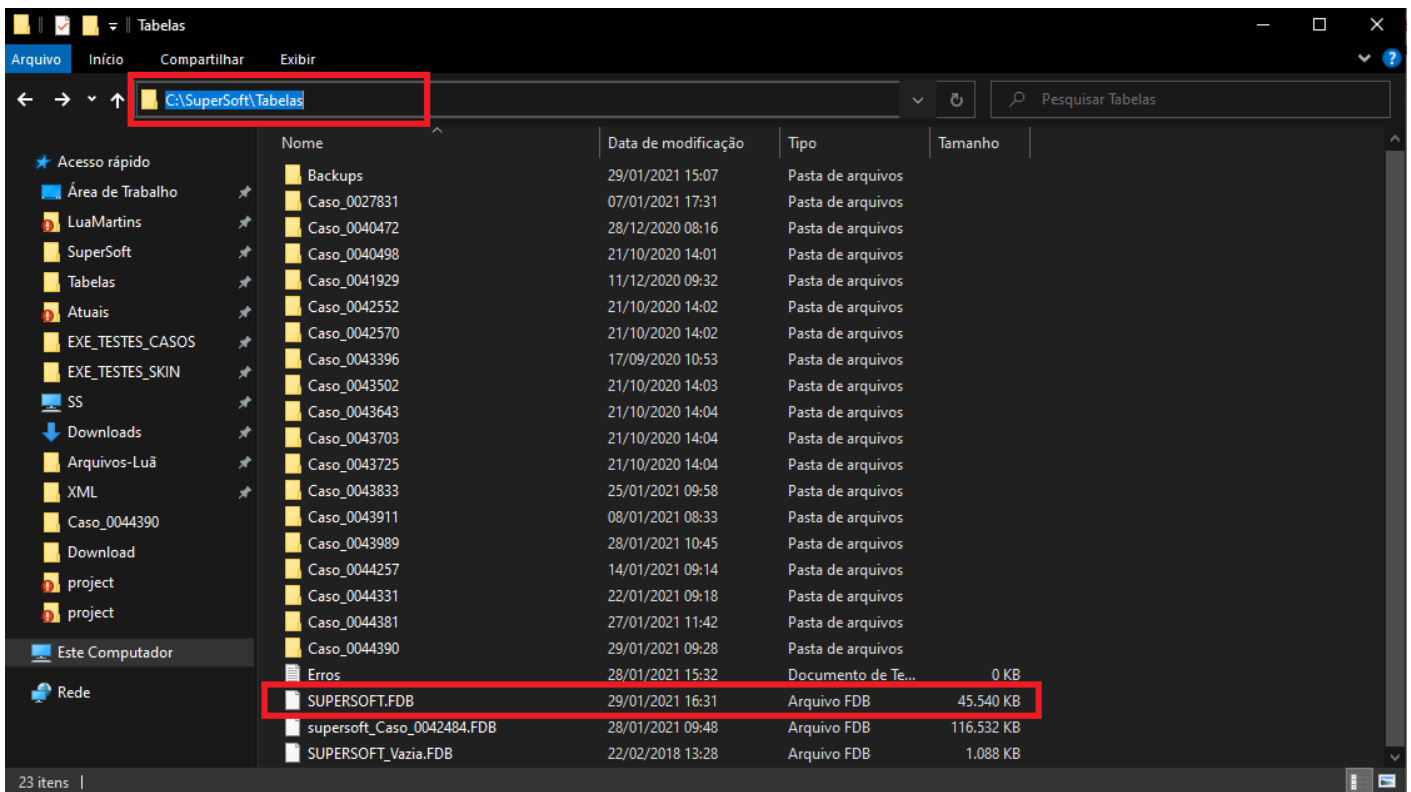 Tabelas
Arquivo Início Compartilhar Exibir
C:\SuperSoft\Tabelas Pesquisar Tabelas
Nome Data de modificação Tipo Tamanho
Acesso rápido
Área de Trabalho
LuaMartins
SuperSoft
Tabelas
Atuais
EXE_TESTES_CASOS
EXE_TESTES_SKIN
SS
Downloads
Arquivos-Luã
XML
Caso_0044390
Download
project
project
Este Computador
Rede
Backups 29/01/2021 15:07 Pasta de arquivos
Caso_0027831 07/01/2021 17:31 Pasta de arquivos
Caso_0040472 28/12/2020 08:16 Pasta de arquivos
Caso_0040498 21/10/2020 14:01 Pasta de arquivos
Caso_0041929 11/12/2020 09:32 Pasta de arquivos
Caso_0042552 21/10/2020 14:02 Pasta de arquivos
Caso_0042570 21/10/2020 14:02 Pasta de arquivos
Caso_0043396 17/09/2020 10:53 Pasta de arquivos
Caso_0043502 21/10/2020 14:03 Pasta de arquivos
Caso_0043643 21/10/2020 14:04 Pasta de arquivos
Caso_0043703 21/10/2020 14:04 Pasta de arquivos
Caso_0043725 21/10/2020 14:04 Pasta de arquivos
Caso_0043833 25/01/2021 09:58 Pasta de arquivos
Caso_0043911 08/01/2021 08:33 Pasta de arquivos
Caso_0043989 28/01/2021 10:45 Pasta de arquivos
Caso_0044257 14/01/2021 09:14 Pasta de arquivos
Caso_0044331 22/01/2021 09:18 Pasta de arquivos
Caso_0044381 27/01/2021 11:42 Pasta de arquivos
Caso_0044390 29/01/2021 09:28 Pasta de arquivos
Erros 28/01/2021 15:32 Documento de Te... 0 KB
SUPERSOFT.FDB 29/01/2021 16:31 Arquivo FDB 45.540 KB
supersoft_Caso_0042484.FDB 28/01/2021 09:48 Arquivo FDB 116.532 KB
SUPERSOFT_Vazia.FDB 22/02/2018 13:28 Arquivo FDB 1.088 KB
23 itens